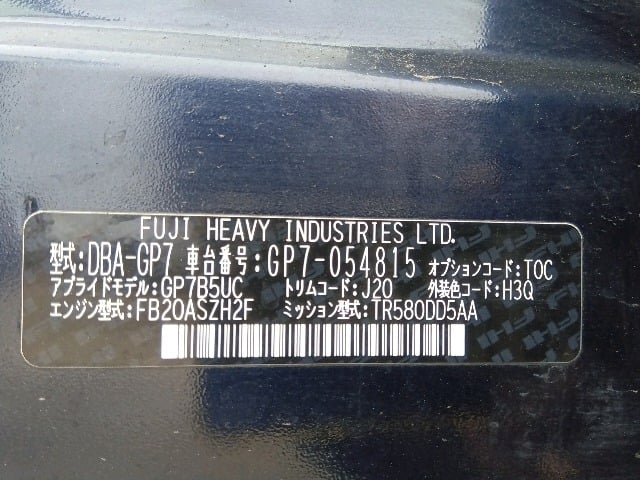 FUJI HEAVY INDUSTRIES LTD.
型式:DBA-GP7 車台番号:GP7-054815 オプションコード:TOC
アプライドモデル:GP7B5UC トリムコード:J20 外装色コード:H3Q
エンジン型式:FB20ASZH2F ミッション型式:TR580DD5AA